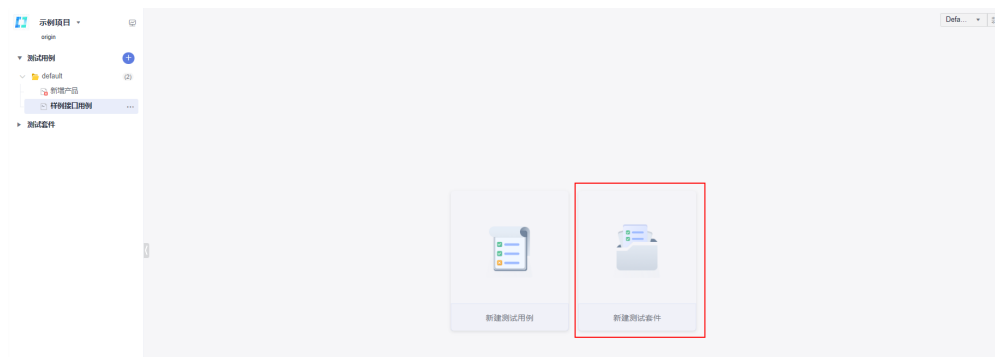 示例项目
origin
Defa...
测试用例
default (2)
新增产品
样例接口用例
测试套件
新建测试用例
新建测试套件